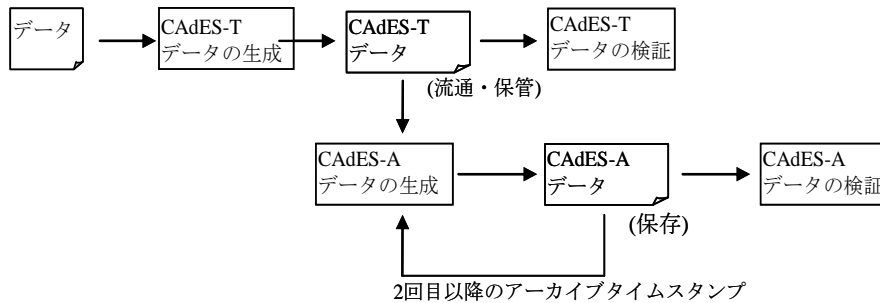 データ
CAdES-T
データの生成
CAdES-T
データ
CAdES-T
データの検証
(流通・保管)
CAdES-A
データの生成
CAdES-A
データ
CAdES-A
データの検証
(保存)
2回目以降のアーカイブタイムスタンプ